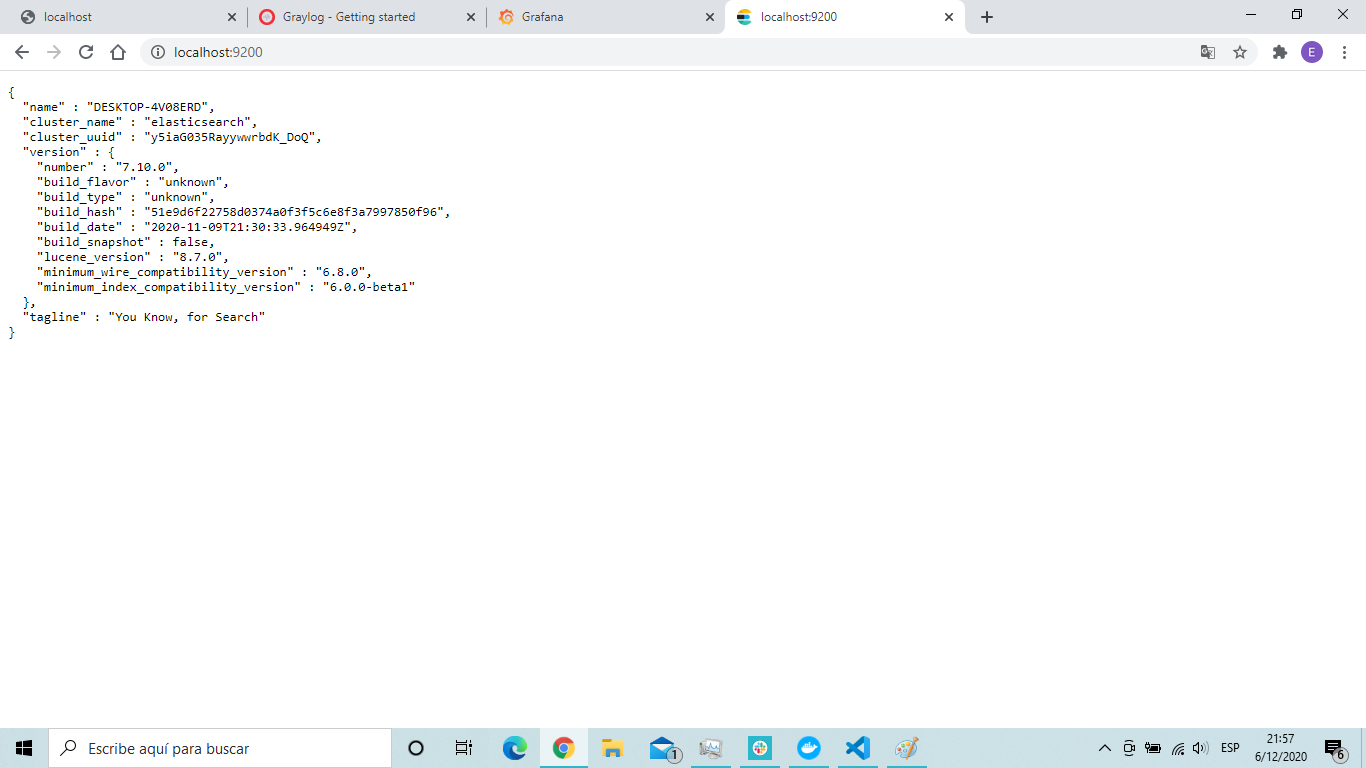 localhost
Graylog - Getting started
Grafana
localhost:9200
localhost:9200
E
{
"name" : "DESKTOP-4V08ERD",
"cluster_name" : "elasticsearch",
"cluster_uuid" : "y5iaG035RayywwrbdK_DoQ",
"version" : {
"number" : "7.10.0",
"build_flavor" : "unknown",
"build_type" : "unknown",
"build_hash" : "51e9d6f22758d0374a0f3f5c6e8f3a7997850f96",
"build_date" : "2020-11-09T21:30:33.964949Z",
"build_snapshot" : false,
"lucene_version" : "8.7.0",
"minimum_wire_compatibility_version" : "6.8.0",
"minimum_index_compatibility_version" : "6.0.0-beta1"
},
"tagline" : "You Know, for Search"
}
Escribe aquí para buscar
1
ESP
21:57
6/12/2020
6